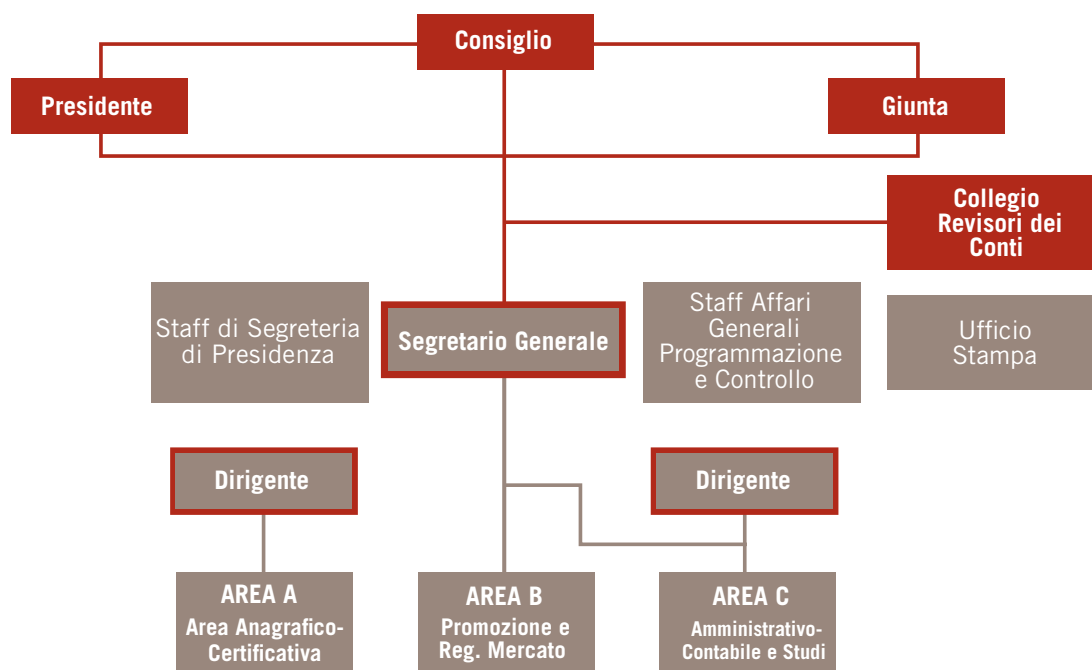 Consiglio
Presidente
Giunta
Collegio
Revisori dei
Conti
Staff di Segreteria
di Presidenza
Segretario Generale
Staff Affari
Generali
Programmazione
e Controllo
Ufficio
Stampa
Dirigente
Dirigente
AREA A
Area Anagrafico-
Certificativa
AREA B
Promozione e
Reg. Mercato
AREA C
Amministrativo-
Contabile e Studi